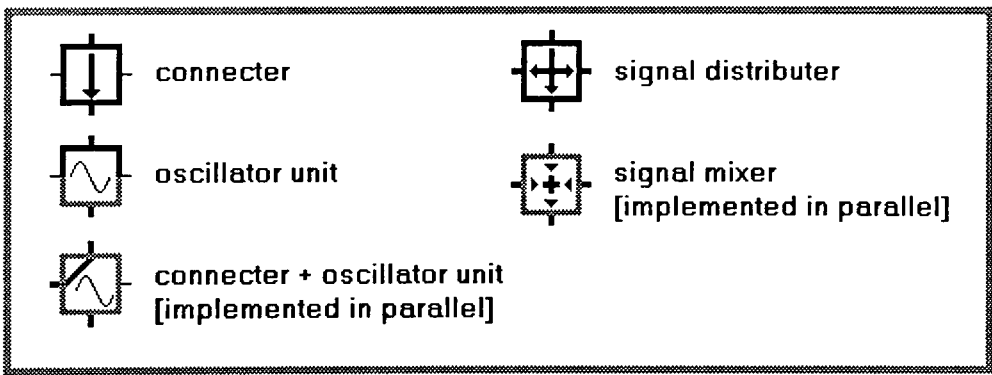 connecter
oscillator unit
connecter + oscillator unit
[implemented in parallel]
signal distributer
signal mixer
[implemented in parallel]